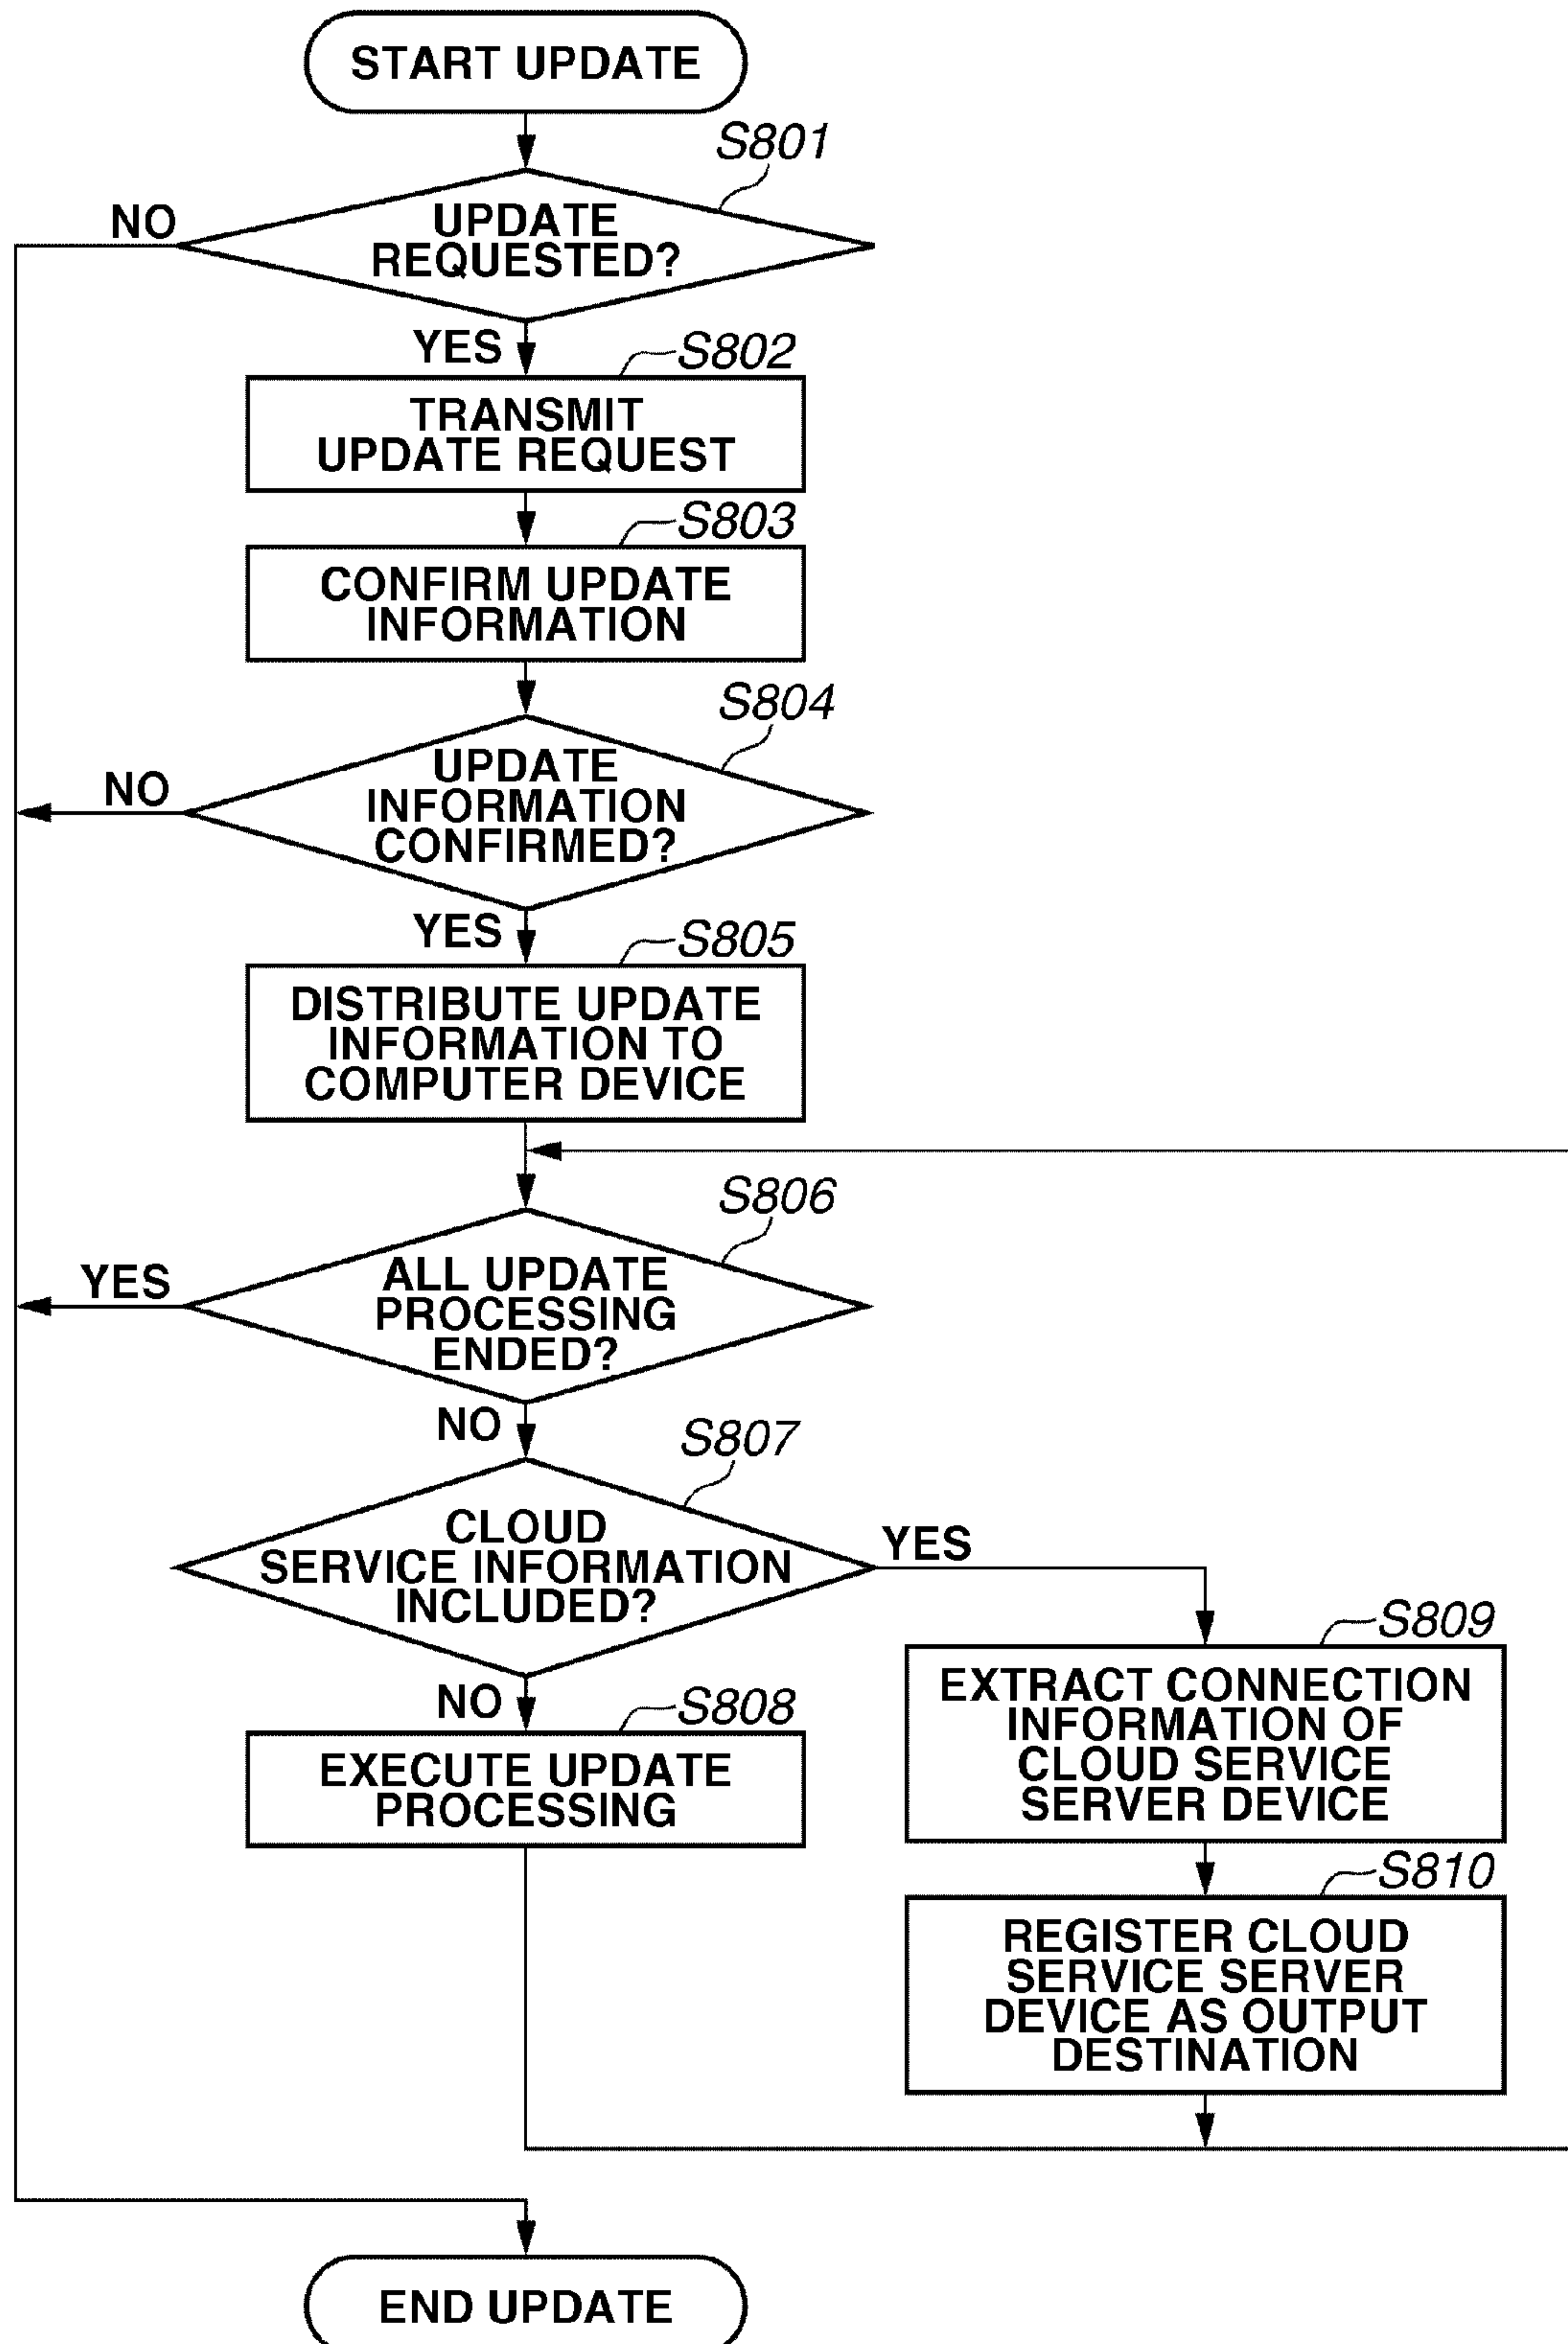 START UPDATE
S801
NO
UPDATE
REQUESTED?
YES
S802
TRANSMIT
UPDATE REQUEST
S803
CONFIRM UPDATE
INFORMATION
S804
NO
UPDATE
INFORMATION
CONFIRMED?
YES
S805
DISTRIBUTE UPDATE
INFORMATION TO
COMPUTER DEVICE
S806
YES
ALL UPDATE
PROCESSING
ENDED?
NO
S807
CLOUD
SERVICE INFORMATION
INCLUDED?
YES
NO
S808
EXECUTE UPDATE
PROCESSING
S809
EXTRACT CONNECTION
INFORMATION OF
CLOUD SERVICE
SERVER DEVICE
S810
REGISTER CLOUD
SERVICE SERVER
DEVICE AS OUTPUT
DESTINATION
END UPDATE